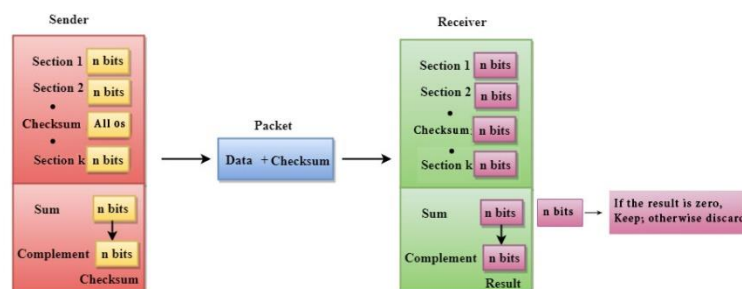 Sender
Section 1 n bits
Section 2 n bits
Checksum All 0s
Section k n bits
Sum n bits
Complement n bits
Checksum
Packet
Data + Checksum
Receiver
Section 1 n bits
Section 2 n bits
Checksum n bits
Section k n bits
Sum n bits
Complement n bits
Result
n bits
If the result is zero,
Keep; otherwise discard